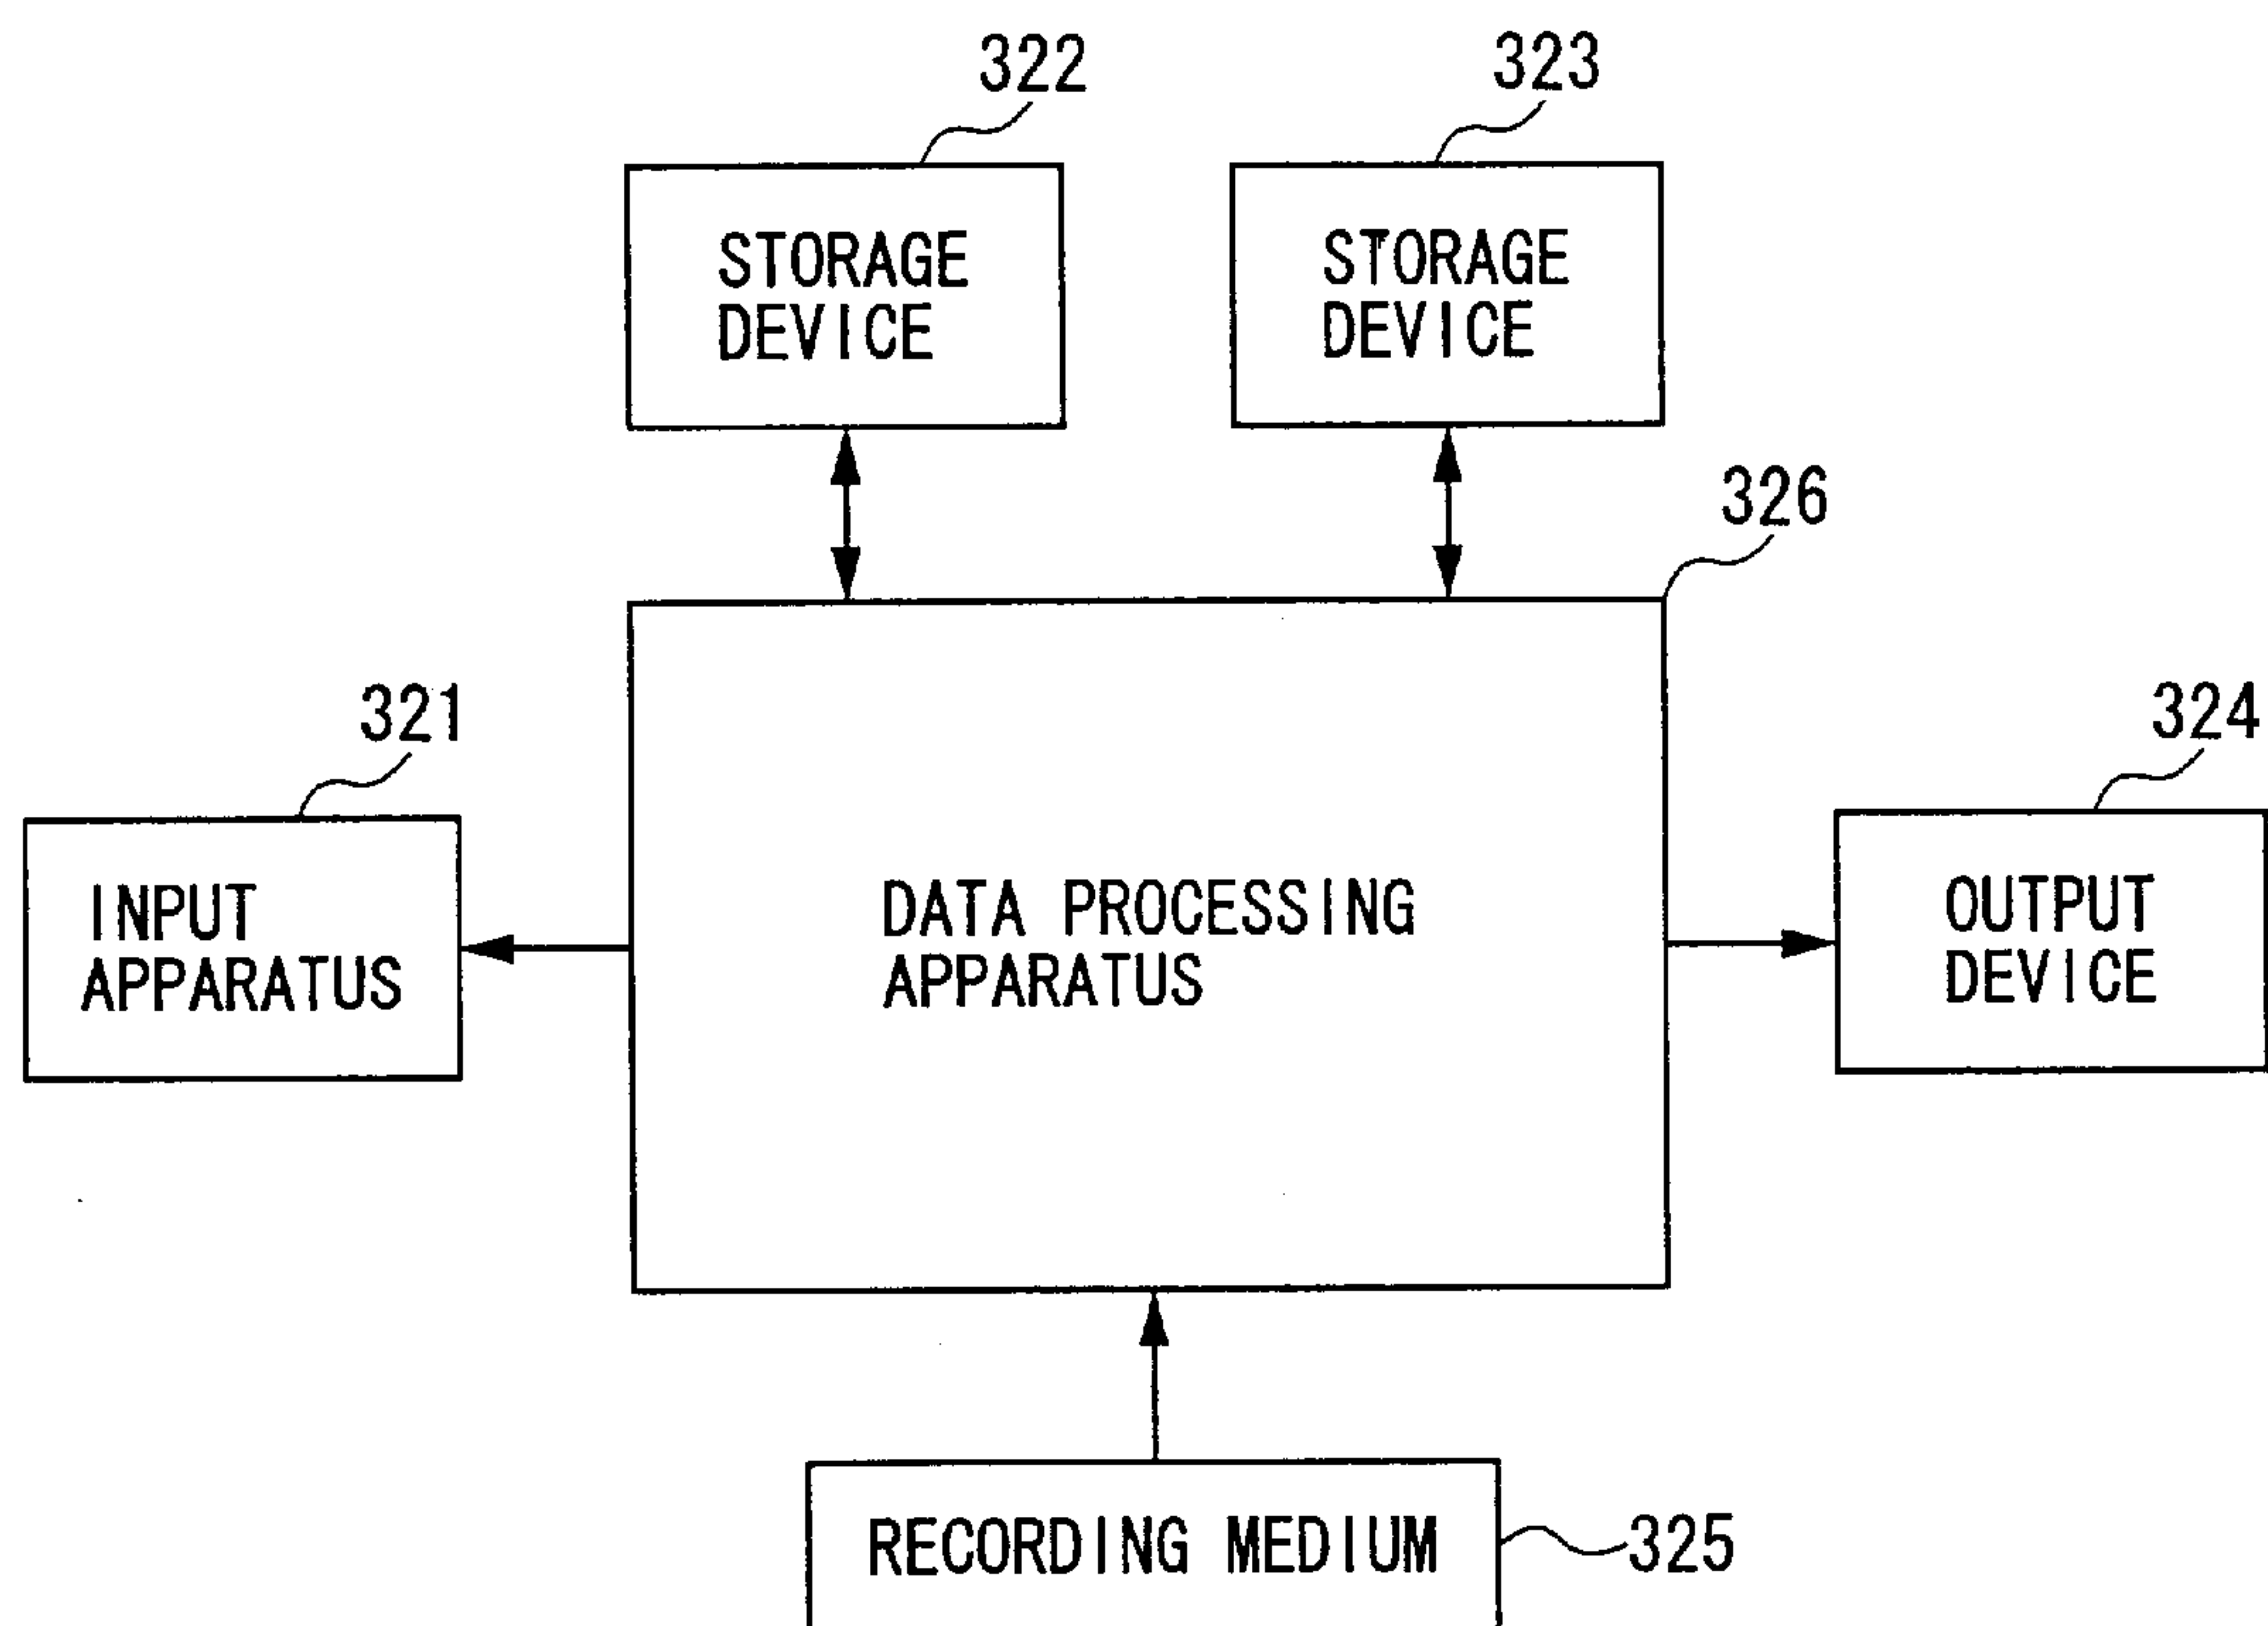 322
323
STORAGE
DEVICE
STORAGE
DEVICE
326
321
324
INPUT
APPARATUS
DATA PROCESSING
APPARATUS
OUTPUT
DEVICE
RECORDING MEDIUM
325